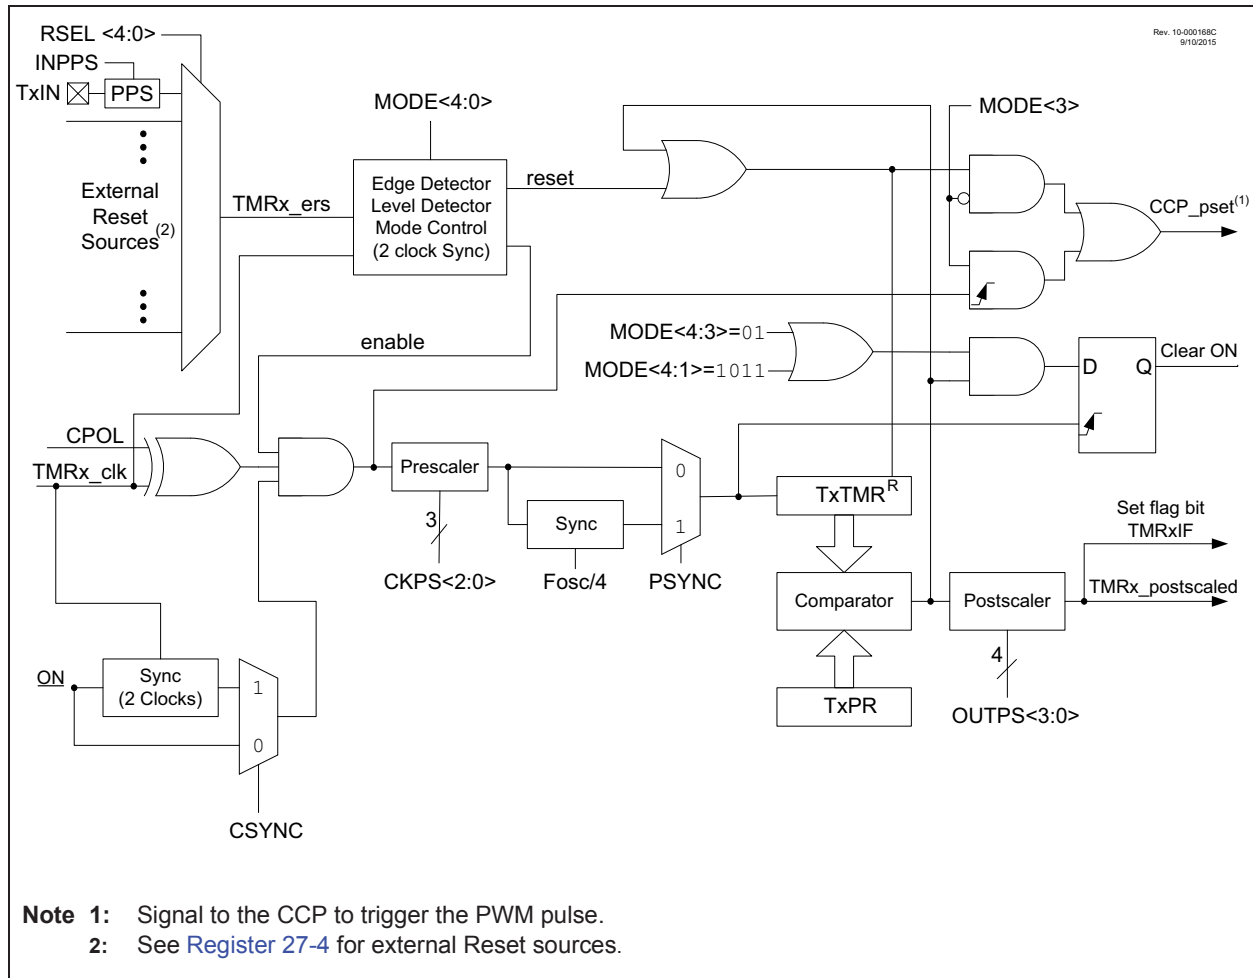 Rev. 10-000168C
9/10/2015
RSEL <4:0>
INPPS
TxIN
PPS
MODE<4:0>
MODE<3>
External
Reset
Sources(2)
TMRx_ers
Edge Detector
Level Detector
Mode Control
(2 clock Sync)
reset
CCP_pset(1)
enable
MODE<4:3>=01
MODE<4:1>=1011
D
Q
Clear ON
CPOL
TMRx_clk
Prescaler
3
CKPS<2:0>
Sync
Fosc/4
0
1
PSYNC
TxTMR
R
Comparator
TxPR
Postscaler
4
OUTPS<3:0>
Set flag bit
TMRxIF
TMRx_postscaled
ON
Sync
(2 Clocks)
1
0
CSYNC
Note 1: Signal to the CCP to trigger the PWM pulse.
2: See Register 27-4 for external Reset sources.